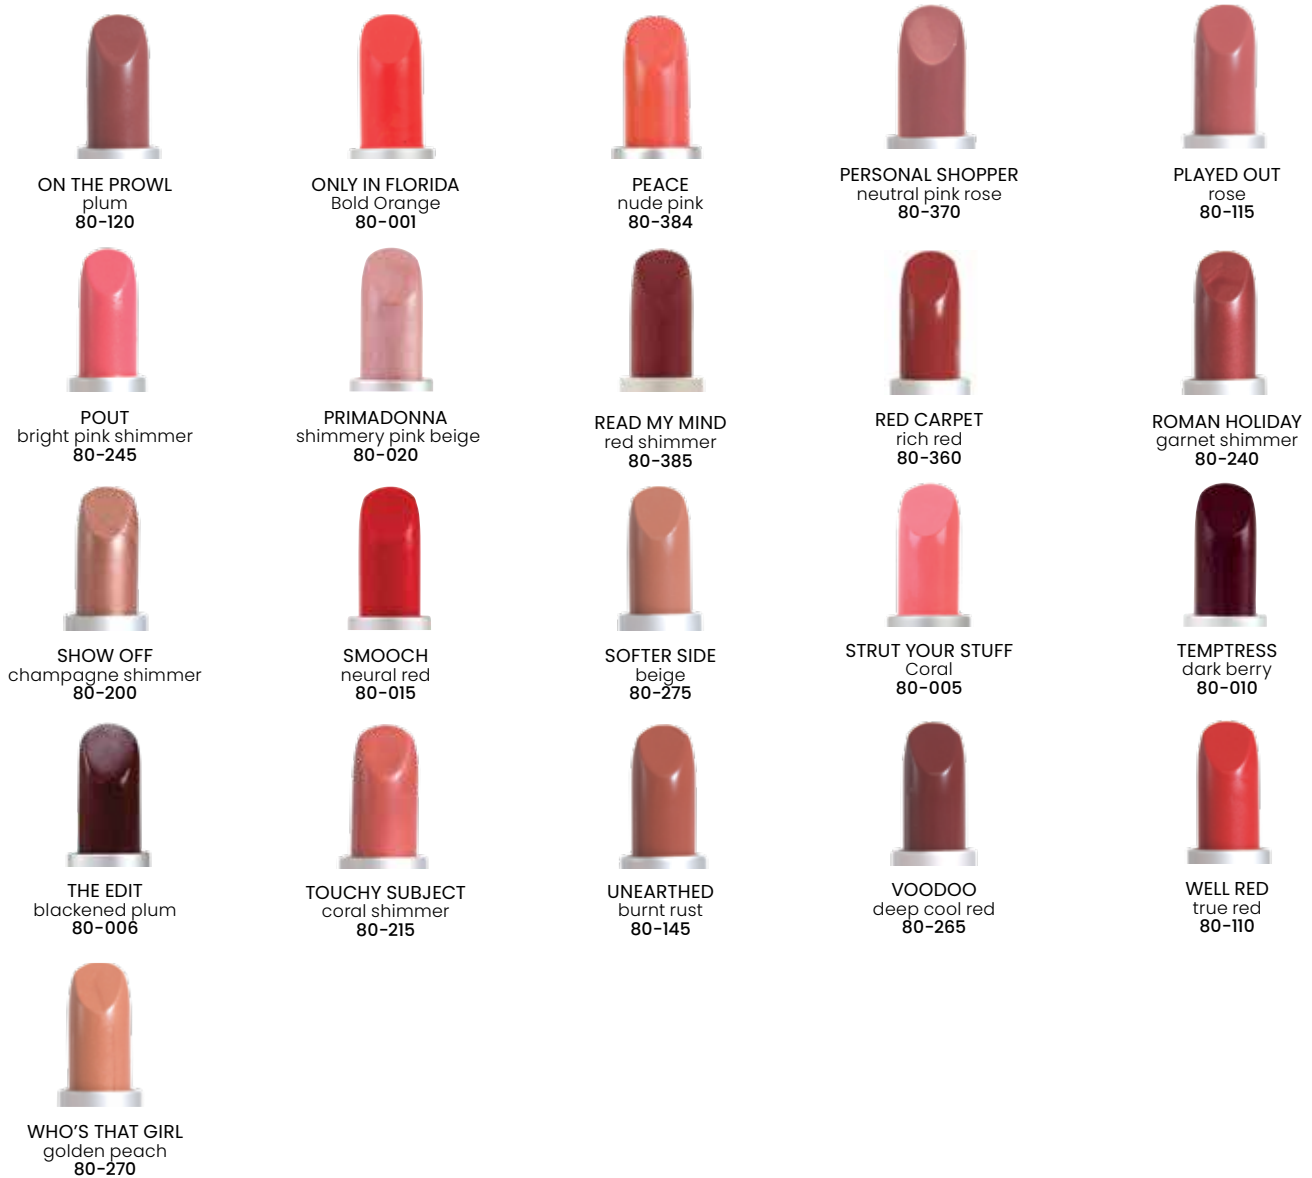 ON THE PROWL
plum
80-120
ONLY IN FLORIDA
Bold Orange
80-001
PEACE
nude pink
80-384
PERSONAL SHOPPER
neutral pink rose
80-370
PLAYED OUT
rose
80-115
POUT
bright pink shimmer
80-245
PRIMADONNA
shimmery pink beige
80-020
READ MY MIND
red shimmer
80-385
RED CARPET
rich red
80-360
ROMAN HOLIDAY
garnet shimmer
80-240
SHOW OFF
champagne shimmer
80-200
SMOOCH
neural red
80-015
SOFTER SIDE
beige
80-275
STRUT YOUR STUFF
Coral
80-005
TEMPTRESS
dark berry
80-010
THE EDIT
blackened plum
80-006
TOUCHY SUBJECT
coral shimmer
80-215
UNEARTHED
burnt rust
80-145
VOODOO
deep cool red
80-265
WELL RED
true red
80-110
WHO'S THAT GIRL
golden peach
80-270